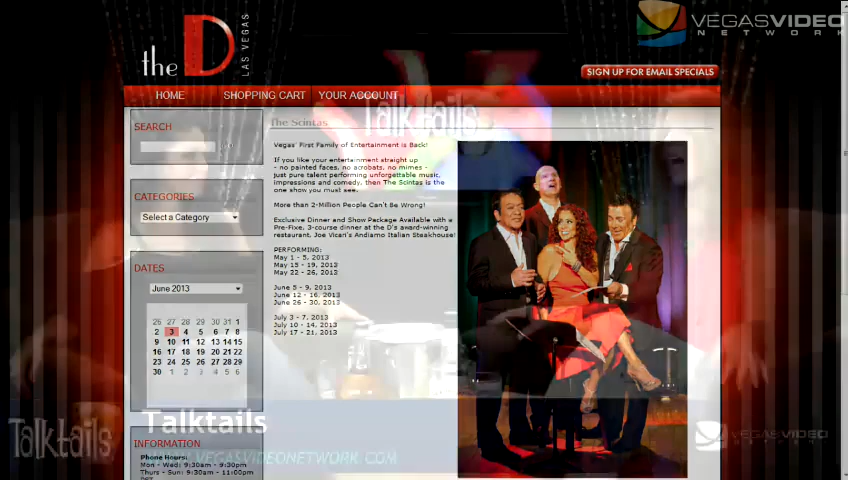 the D LAS VEGAS
VEGASVIDEO
NETWORK
SIGN UP FOR EMAIL SPECIALS
HOME SHOPPING CART YOUR ACCOUNT
Talktails
SEARCH
The Scintas
Vegas' First Family of Entertainment is Back!
If you like your entertainment straight up
- no painted faces, no acrobats, no mimes -
just pure talent performing unforgettable music,
impressions and comedy, then The Scintas is the
one show you must see.
More than 2-Million People Can't Be Wrong!
Exclusive Dinner and Show Package Available with a
Pre-Fixe, 3-course dinner at the D's award-winning
restaurant, Joe Vicari's Andiamo Italian Steakhouse!
PERFORMING:
May 1 - 5, 2013
May 15 - 19, 2013
May 22 - 26, 2013
June 5 - 9, 2013
June 12 - 16, 2013
June 26 - 30, 2013
July 3 - 7, 2013
July 10 - 14, 2013
July 17 - 21, 2013
CATEGORIES
Select a Category
DATES
June 2013
26 27 28 29 30 31 1
2 3 4 5 6 7 8
9 10 11 12 13 14 15
16 17 18 19 20 21 22
23 24 25 26 27 28 29
30 1 2 3 4 5 6
Talktails
Talktails
VEGASVIDEO
NETWORK
INFORMATION
Phone Hours:
Mon - Wed: 9:30am - 9:30pm
Thurs - Sun: 9:30am - 11:00pm
WWW.VEGASVIDEONETWORK.COM